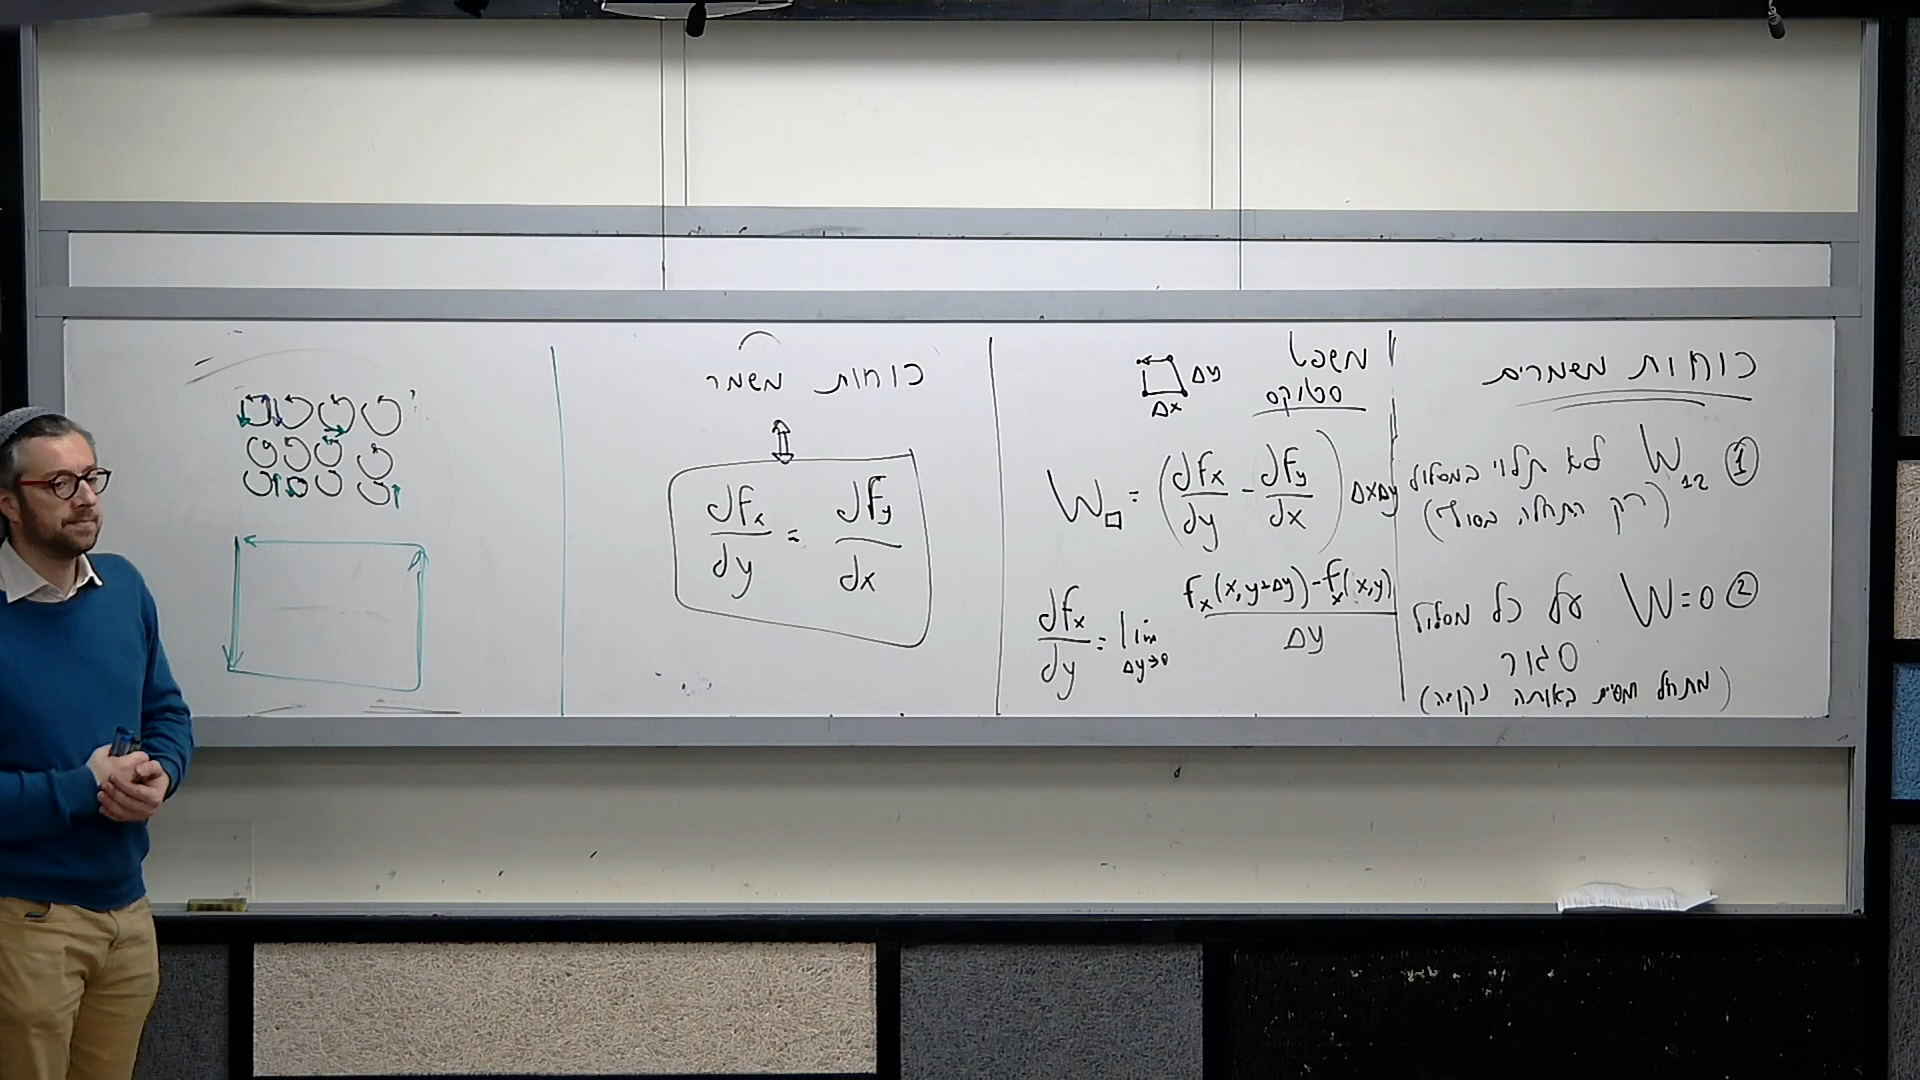 כוחות משמרים
① W₁₂ לא תלוי במסלול
(רק התחלה, בסוף)
② W=0 על כל מסלול
סגור
(מתחיל ומסיים באותה נקודה)
משפט
סטוקס
Δy
Δx
W□ = (dfx/dy - dfy/dx) ΔxΔy
dfx/dy = lim Δy→0 (fx(x,y+Δy) - fx(x,y))/Δy
כוחות משמר
⇕
dfx/dy = dfy/dx